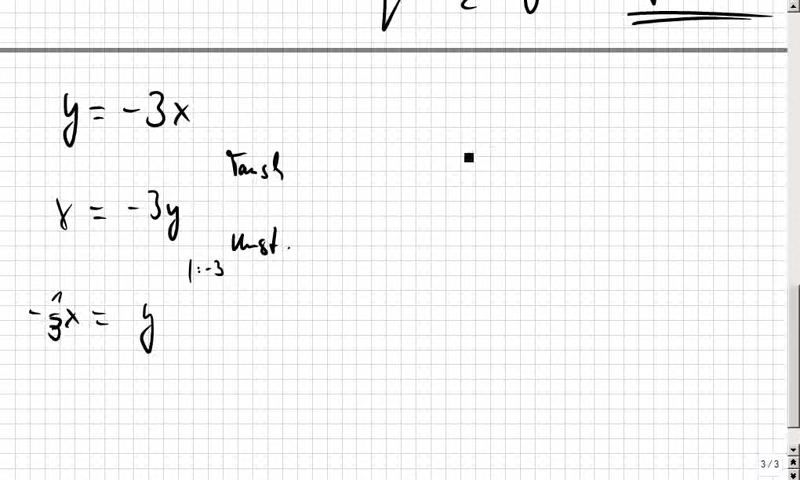 y = -3x
Tausch
x = -3y
Umst.
|:-3
-1/3x = y
3/3